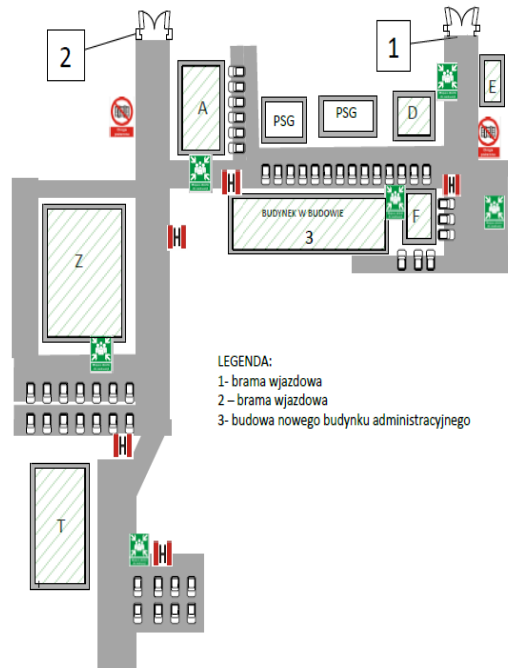 2
1
E
A
PSG
PSG
D
H
H
BUDYNEK W BUDOWIE
3
F
H
Z
LEGENDA:
1- brama wjazdowa
2 – brama wjazdowa
3- budowa nowego budynku administracyjnego
H
T
H